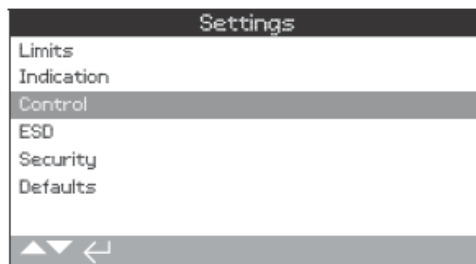 Settings
Limits
Indication
Control
ESD
Security
Defaults